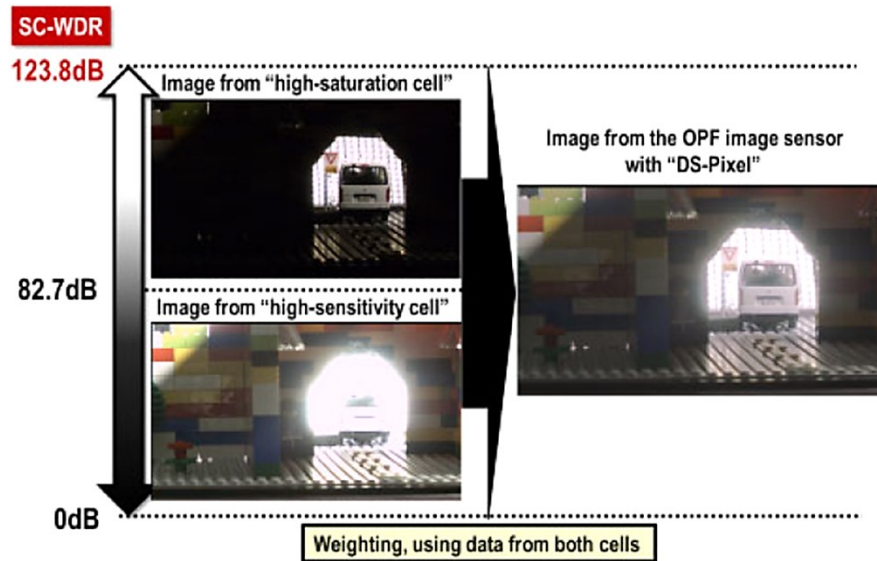 SC-WDR
123.8dB
Image from “high-saturation cell”
Image from the OPF image sensor
with “DS-Pixel”
82.7dB
Image from “high-sensitivity cell”
0dB
Weighting, using data from both cells